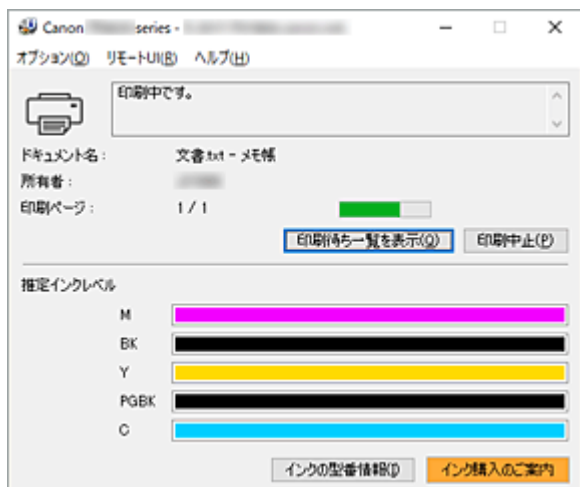 Canon series -
オプション(O) リモートUI(R) ヘルプ(H)
印刷中です。
ドキュメント名： 文書.txt - メモ帳
所有者：
印刷ページ： 1 / 1
印刷待ち一覧を表示(Q) 印刷中止(P)
推定インクレベル
M
BK
Y
PGBK
C
インクの型番情報(I) インク購入のご案内